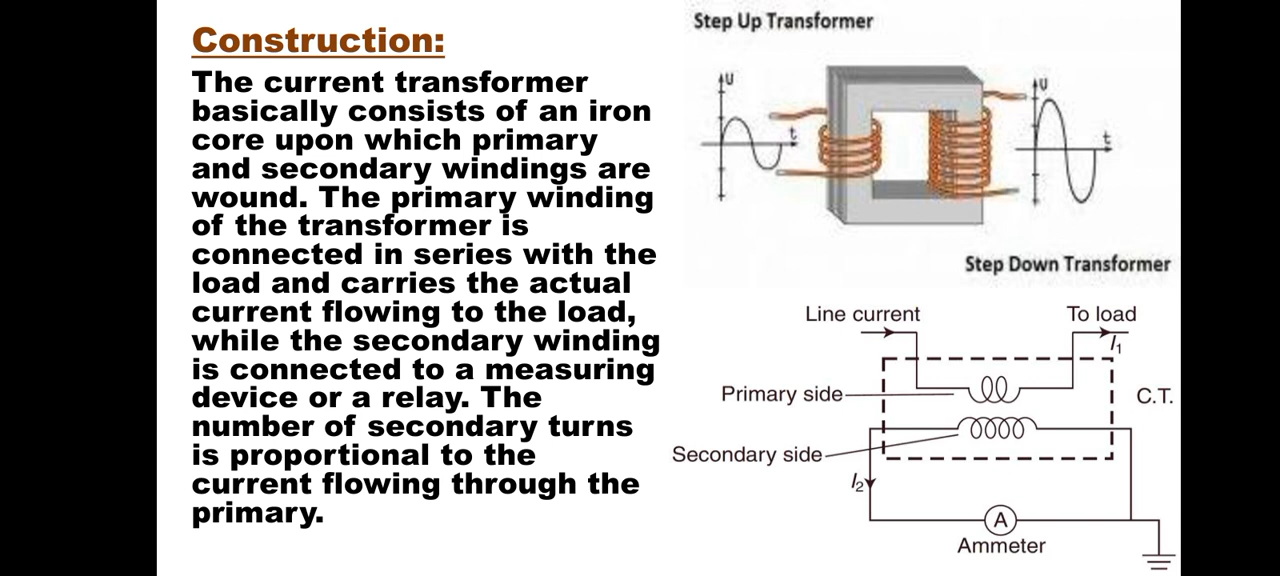 Construction:
The current transformer
basically consists of an iron
core upon which primary
and secondary windings are
wound. The primary winding
of the transformer is
connected in series with the
load and carries the actual
current flowing to the load,
while the secondary winding
is connected to a measuring
device or a relay. The
number of secondary turns
is proportional to the
current flowing through the
primary.
Step Up Transformer
U
t
U
t
Step Down Transformer
Line current
To load
I₁
Primary side
C.T.
Secondary side
I₂
A
Ammeter